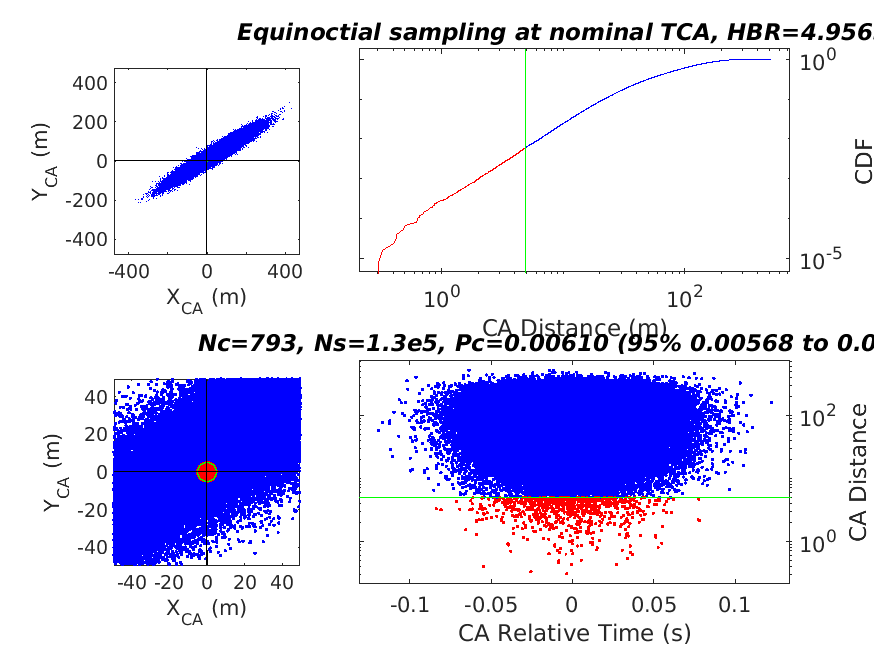 Equinoctial sampling at nominal TCA, HBR=4.956
400
200
0
-200
-400
Y_CA (m)
-400 0 400
X_CA (m)
10^0
10^-5
CDF
10^0 10^2
CA Distance (m)
Nc=793, Ns=1.3e5, Pc=0.00610 (95% 0.00568 to 0.0
40
20
0
-20
-40
Y_CA (m)
-40 -20 0 20 40
X_CA (m)
10^2
10^0
CA Distance
-0.1 -0.05 0 0.05 0.1
CA Relative Time (s)